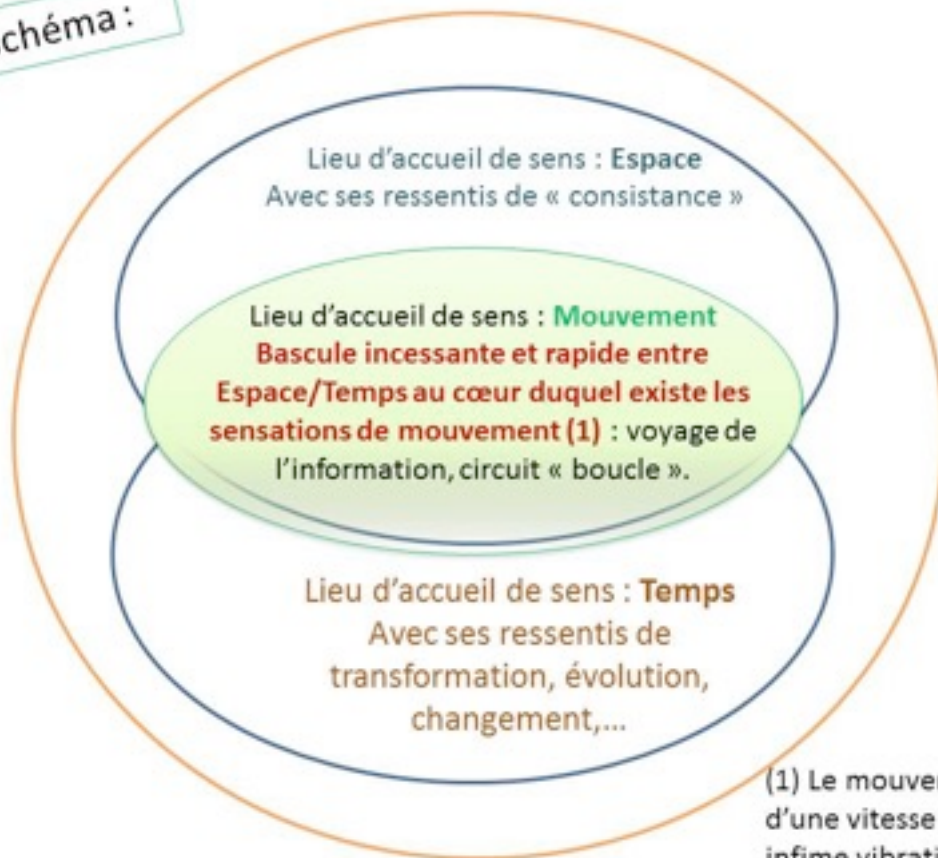 schéma :
Lieu d’accueil de sens : Espace
Avec ses ressentis de « consistance »
Lieu d’accueil de sens : Mouvement
Bascule incessante et rapide entre
Espace/Temps au cœur duquel existe les
sensations de mouvement (1) : voyage de
l’information, circuit « boucle ».
Lieu d’accueil de sens : Temps
Avec ses ressentis de
transformation, évolution,
changement,...
(1) Le
d’une vitesse
infime